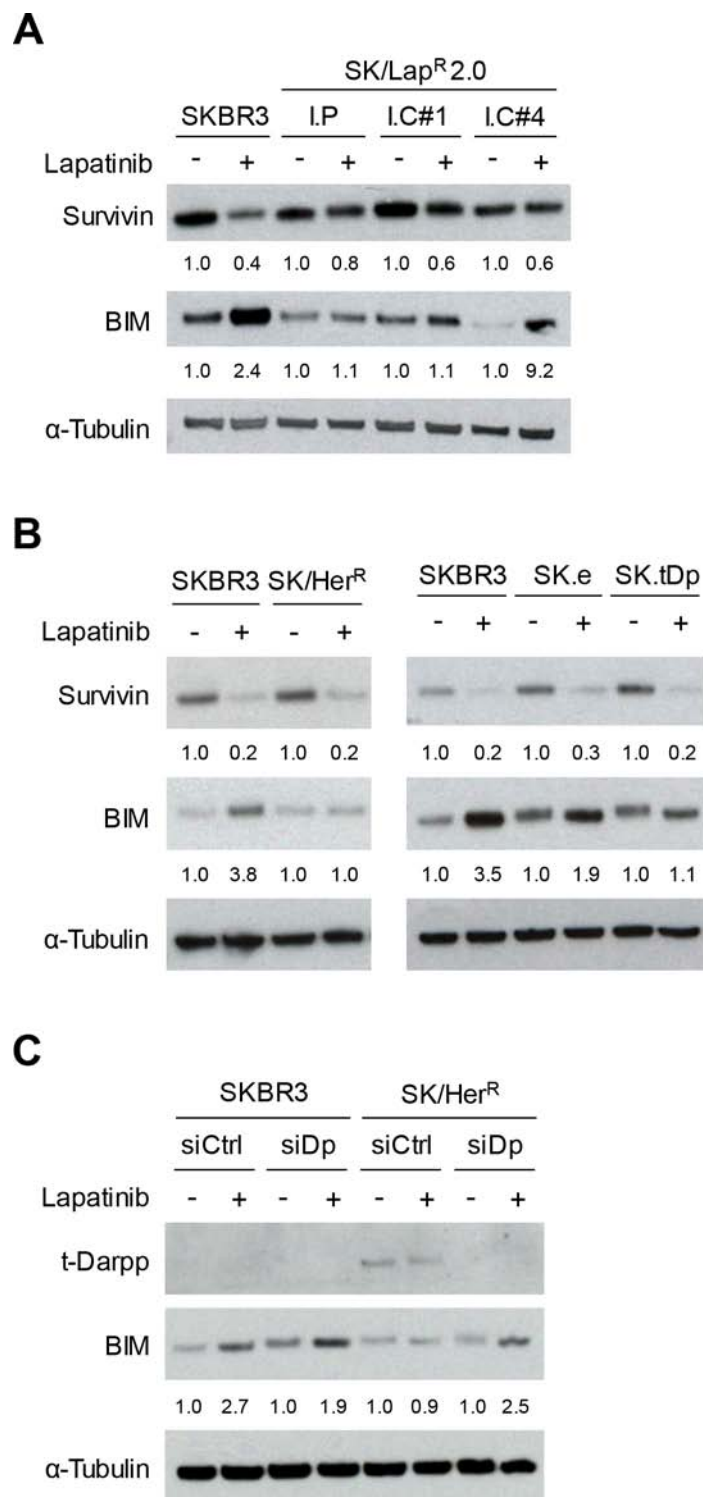 A
SK/Lap^R 2.0
SKBR3 I.P I.C#1 I.C#4
Lapatinib - + - + - + - +
Survivin
1.0 0.4 1.0 0.8 1.0 0.6 1.0 0.6
BIM
1.0 2.4 1.0 1.1 1.0 1.1 1.0 9.2
α-Tubulin
B
SKBR3 SK/Her^R SKBR3 SK.e SK.tDp
Lapatinib - + - + - + - + - +
Survivin
1.0 0.2 1.0 0.2 1.0 0.2 1.0 0.3 1.0 0.2
BIM
1.0 3.8 1.0 1.0 1.0 3.5 1.0 1.9 1.0 1.1
α-Tubulin
C
SKBR3 SK/Her^R
siCtrl siDp siCtrl siDp
Lapatinib - + - + - + - +
t-Darpp
BIM
1.0 2.7 1.0 1.9 1.0 0.9 1.0 2.5
α-Tubulin